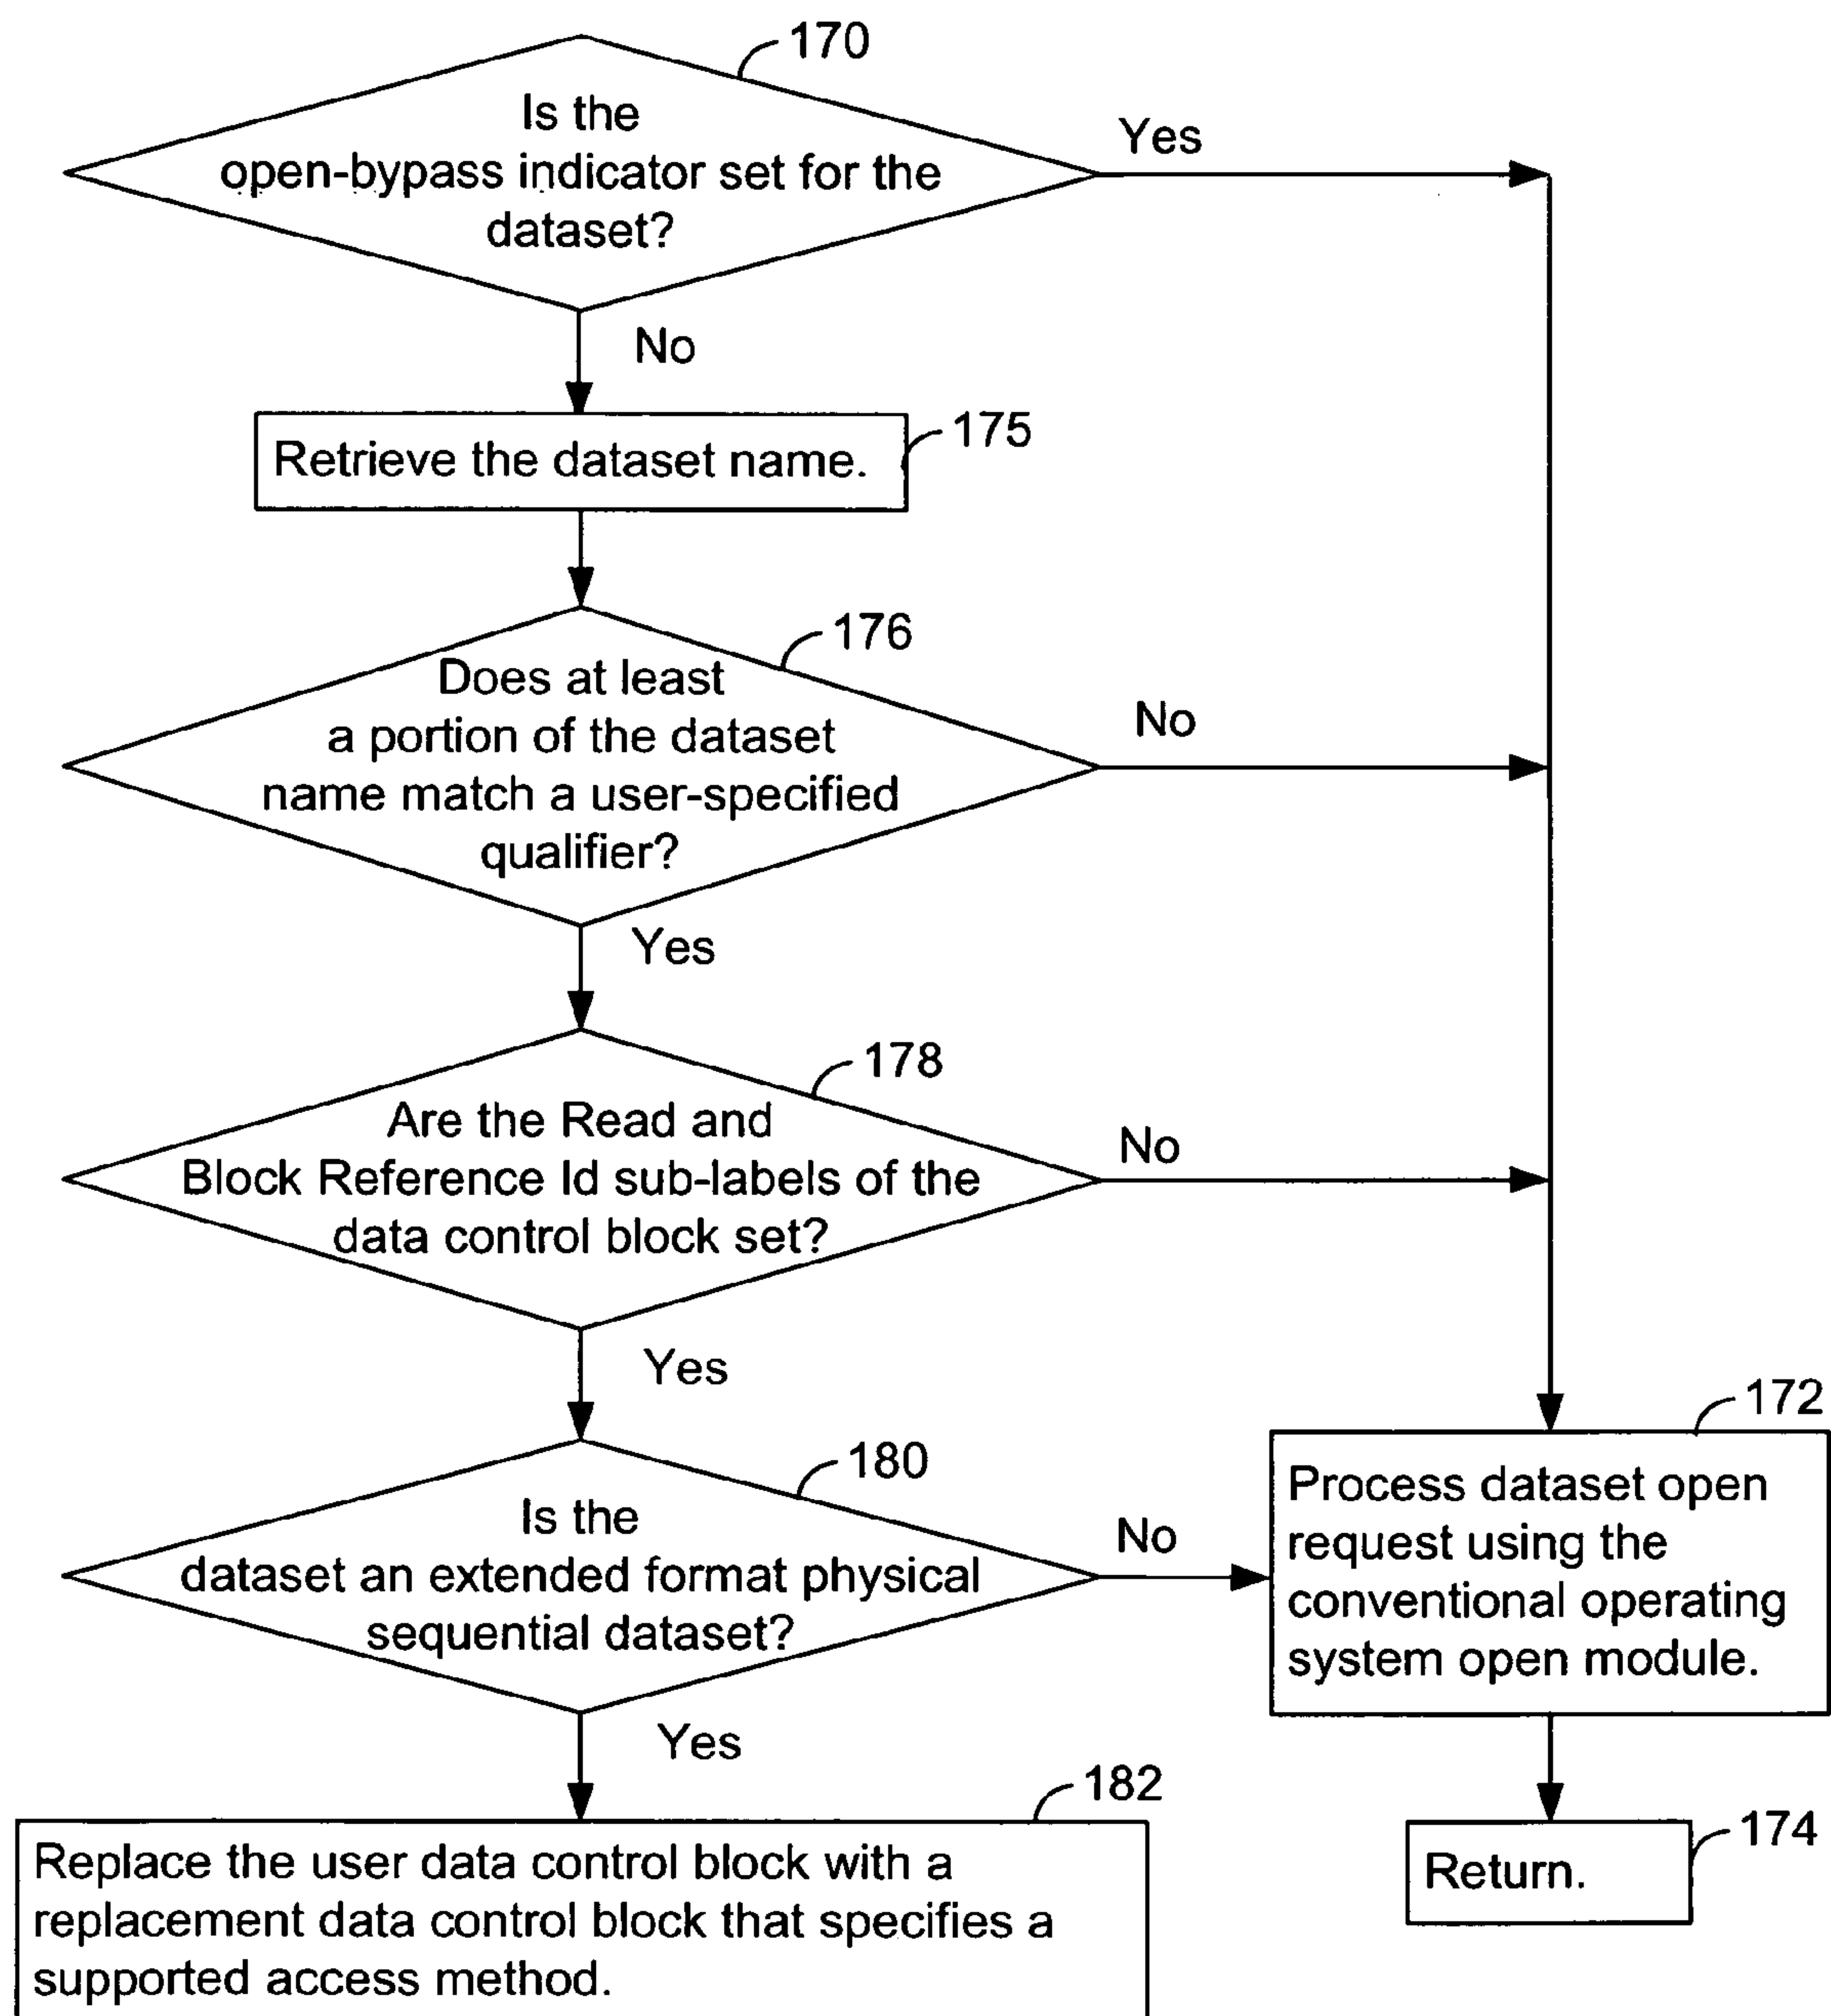 170
Is the
open-bypass indicator set for the
dataset?
Yes
No
Retrieve the dataset name.
175
176
Does at least
a portion of the dataset
name match a user-specified
qualifier?
No
Yes
178
Are the Read and
Block Reference Id sub-labels of the
data control block set?
No
Yes
180
Is the
dataset an extended format physical
sequential dataset?
No
Yes
172
Process dataset open
request using the
conventional operating
system open module.
182
Replace the user data control block with a
replacement data control block that specifies a
supported access method.
174
Return.